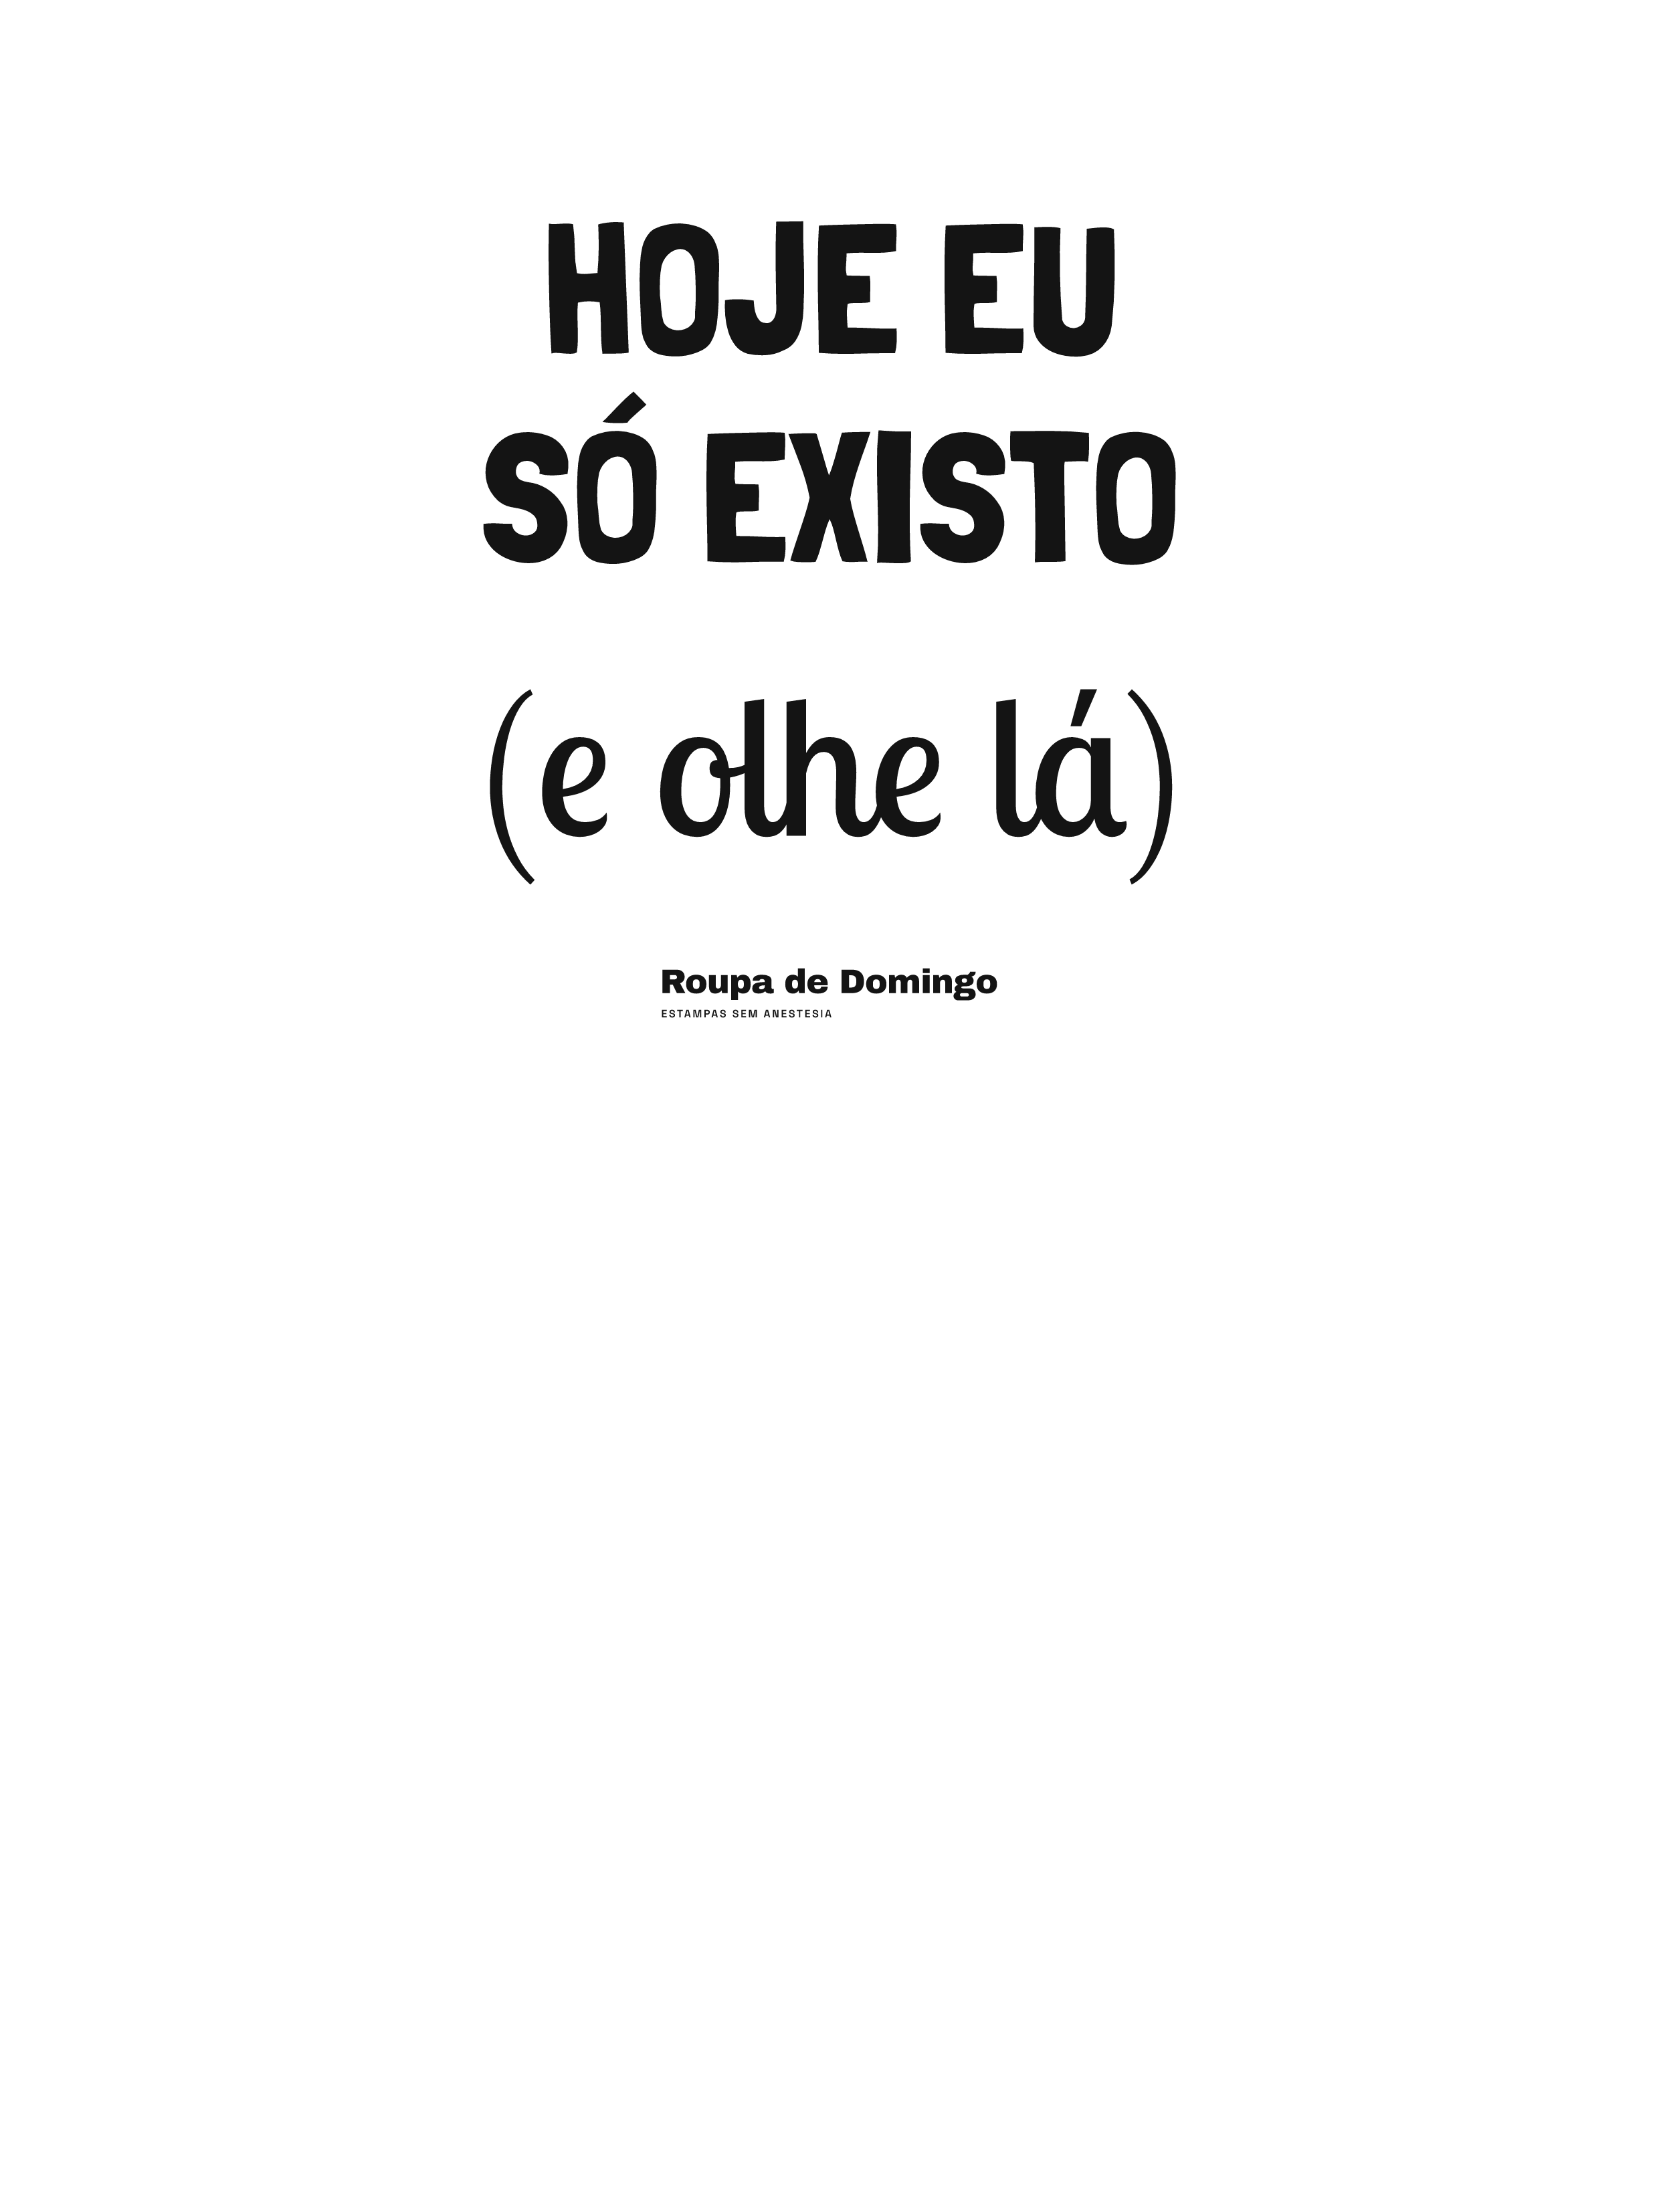 HOJE EU
SÓ EXISTO
(e olhe lá)
Roupa de Domingo
ESTAMPAS SEM ANESTESIA